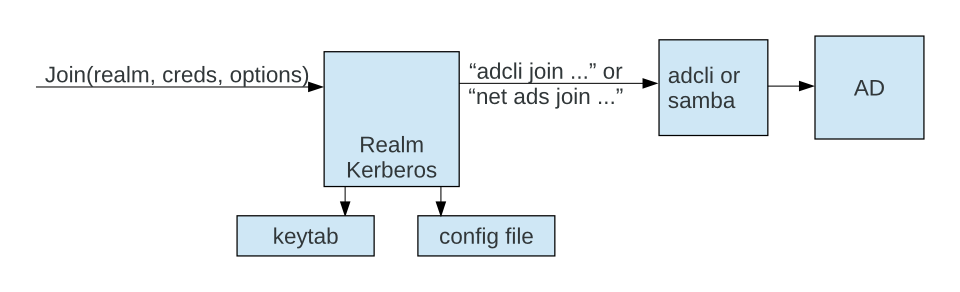 Join(realm, creds, options)
“adcli join ...” or
“net ads join ...”
adcli or
samba
AD
Realm
Kerberos
keytab
config file